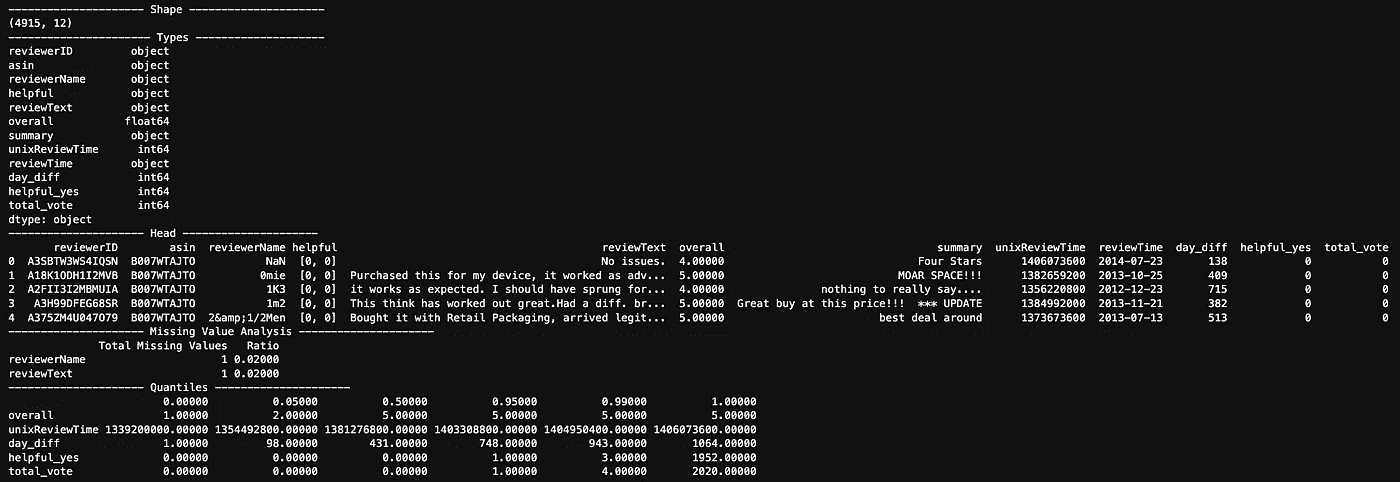 --------------------- Shape ---------------------
(4915, 12)
---------------------- Types --------------------
reviewerID         object
asin               object
reviewerName       object
helpful            object
reviewText         object
overall           float64
summary            object
unixReviewTime      int64
reviewTime         object
day_diff            int64
helpful_yes         int64
total_vote          int64
dtype: object
--------------------- Head ---------------------
reviewerID asin reviewerName helpful reviewText overall summary unixReviewTime reviewTime day_diff helpful_yes total_vote
0 A3SBTW3WS4IQSN B007WTAJTO NaN [0, 0] No issues. 4.00000 Four Stars 1406073600 2014-07-23 138 0 0
1 A18K1ODH1I2MVB B007WTAJTO 0mie [0, 0] Purchased this for my device, it worked as adv... 5.00000 MOAR SPACE!!! 1382659200 2013-10-25 409 0 0
2 A2FII3I2MBMUIA B007WTAJTO 1K3 [0, 0] it works as expected. I should have sprung for... 4.00000 nothing to really say.... 1356220800 2012-12-23 715 0 0
3 A3H99DFEG68SR B007WTAJTO 1m2 [0, 0] This think has worked out great.Had a diff. br... 5.00000 Great buy at this price!!!  *** UPDATE 1384992000 2013-11-21 382 0 0
4 A375ZM4U047O79 B007WTAJTO 2&amp;1/2Men [0, 0] Bought it with Retail Packaging, arrived legit... 5.00000 best deal around 1373673600 2013-07-13 513 0 0
--------------------- Missing Value Analysis ---------------------
Total Missing Values   Ratio
reviewerName 1 0.02000
reviewText 1 0.02000
--------------------- Quantiles ---------------------
0.00000 0.05000 0.50000 0.95000 0.99000 1.00000
overall 1.00000 2.00000 5.00000 5.00000 5.00000 5.00000
unixReviewTime 1339200000.00000 1354492800.00000 1381276800.00000 1403308800.00000 1404950400.00000 1406073600.00000
day_diff 1.00000 98.00000 431.00000 748.00000 943.00000 1064.00000
helpful_yes 0.00000 0.00000 0.00000 1.00000 3.00000 1952.00000
total_vote 0.00000 0.00000 0.00000 1.00000 4.00000 2020.00000